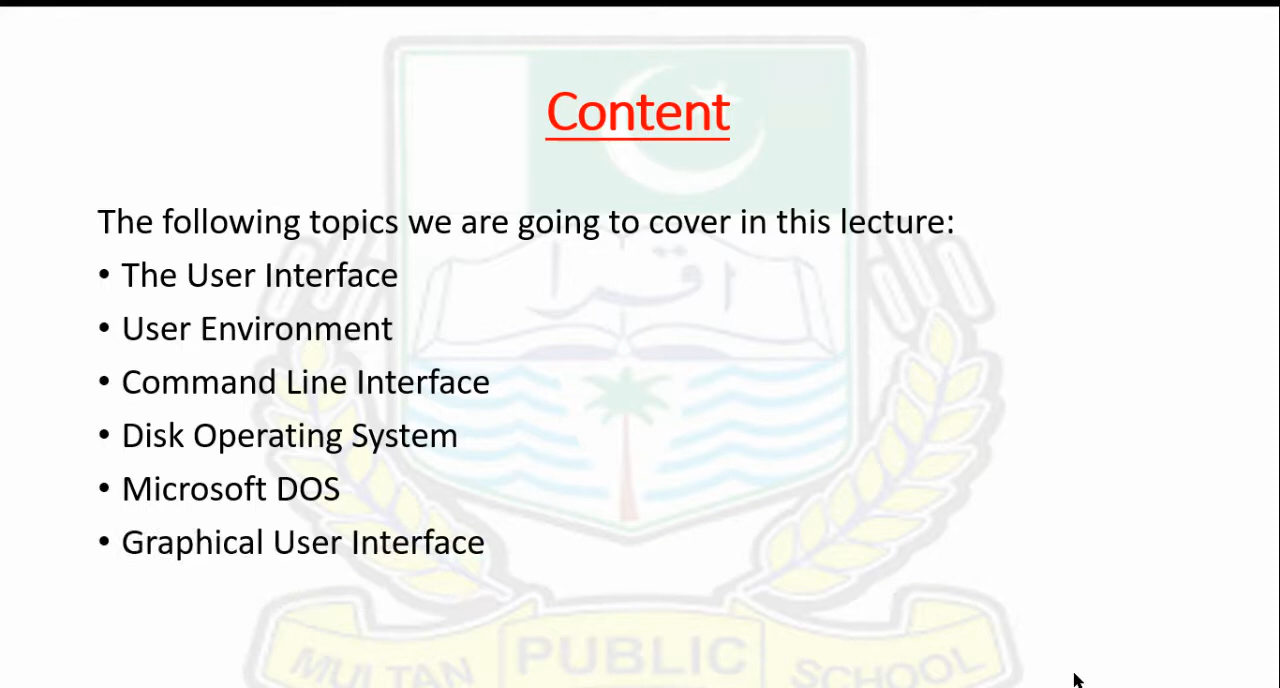 Content
The following topics we are going to cover in this lecture:
• The User Interface
• User Environment
• Command Line Interface
• Disk Operating System
• Microsoft DOS
• Graphical User Interface
اقرا
MULTAN PUBLIC SCHOOL